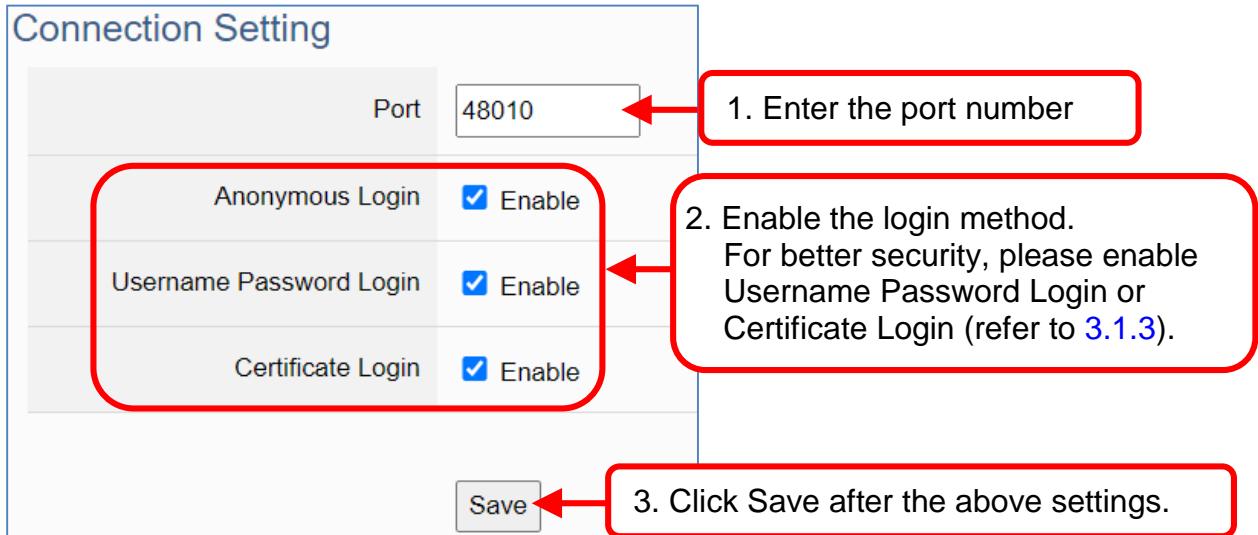 Connection Setting
Port
48010
1. Enter the port number
Anonymous Login
Enable
Username Password Login
Enable
Certificate Login
Enable
2. Enable the login method.
For better security, please enable
Username Password Login or
Certificate Login (refer to 3.1.3).
Save
3. Click Save after the above settings.